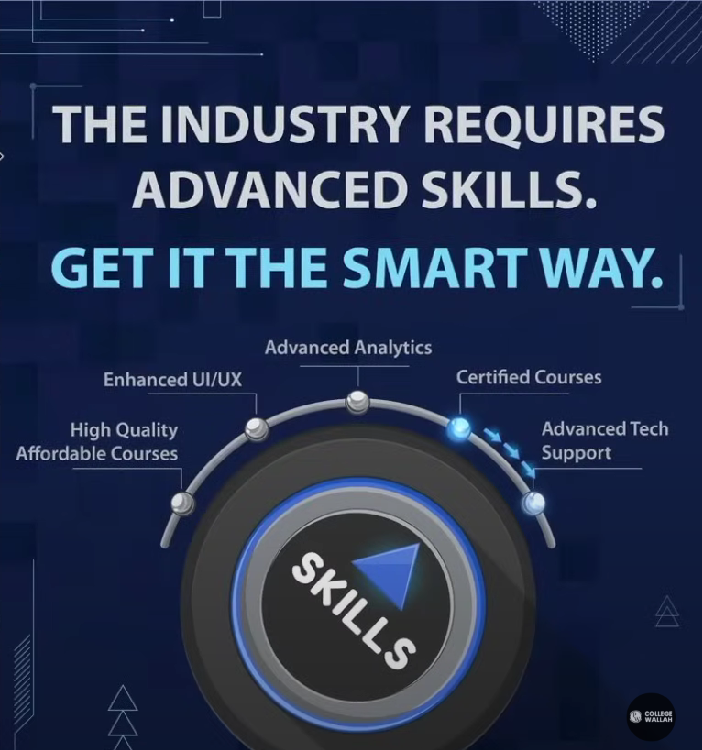 THE INDUSTRY REQUIRES
ADVANCED SKILLS.
GET IT THE SMART WAY.
Advanced Analytics
Enhanced UI/UX
Certified Courses
High Quality
Affordable Courses
Advanced Tech
Support
SKILLS
COLLEGE
WALLAH